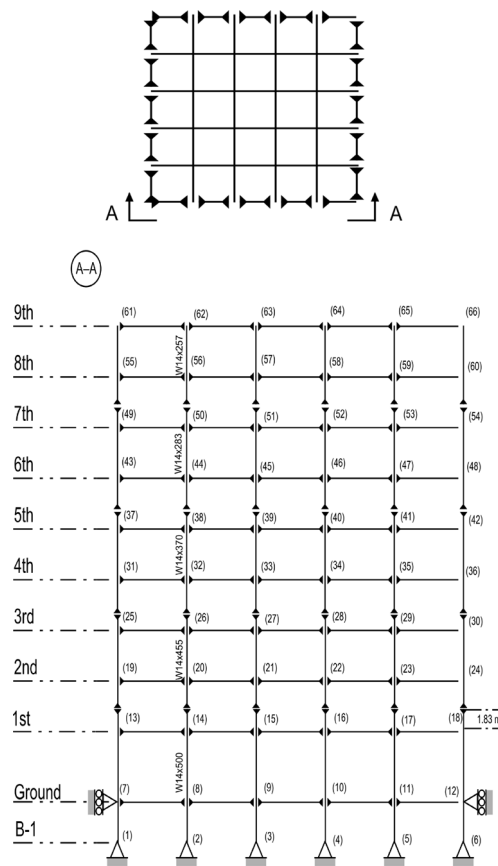 A A
A-A
9th (61) (62) (63) (64) (65) (66)
W14x257
8th (55) (56) (57) (58) (59) (60)
7th (49) (50) (51) (52) (53) (54)
W14x283
6th (43) (44) (45) (46) (47) (48)
5th (37) (38) (39) (40) (41) (42)
W14x370
4th (31) (32) (33) (34) (35) (36)
3rd (25) (26) (27) (28) (29) (30)
W14x455
2nd (19) (20) (21) (22) (23) (24)
1st (13) (14) (15) (16) (17) (18) 1.83 m
W14x500
Ground (7) (8) (9) (10) (11) (12)
B-1 (1) (2) (3) (4) (5) (6)